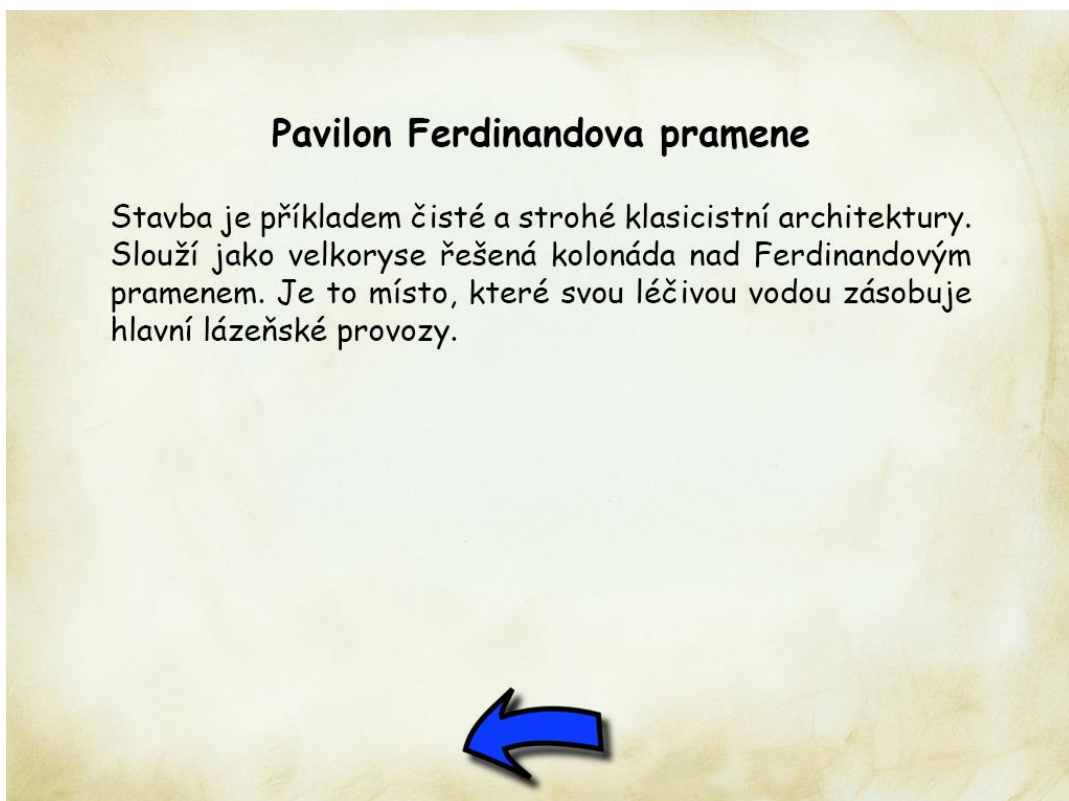 Pavilon Ferdinandova pramene
Stavba je příkladem čisté a strohé klasicistní architektury.
Slouží jako velkoryse řešená kolonáda nad Ferdinandovým
pramenem. Je to místo, které svou léčivou vodou zásobuje
hlavní lázeňské provozy.